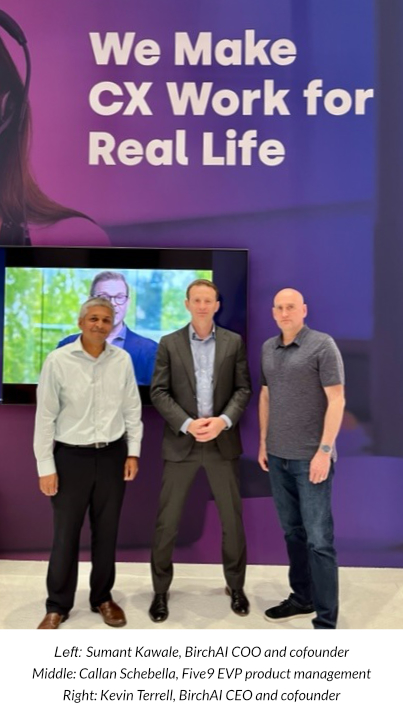 We Make
CX Work for
Real Life
Left: Sumant Kawale, BirchAI COO and cofounder
Middle: Callan Schebella, Five9 EVP product management
Right: Kevin Terrell, BirchAI CEO and cofounder